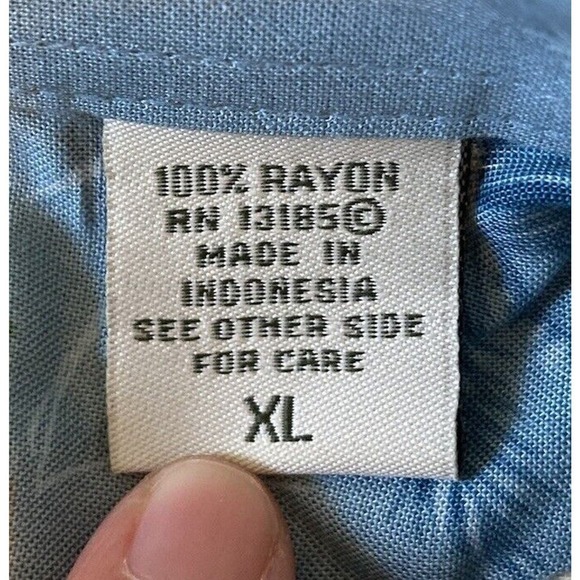 100% RAYON
RN 13185©
MADE IN
INDONESIA
SEE OTHER SIDE
FOR CARE
XL